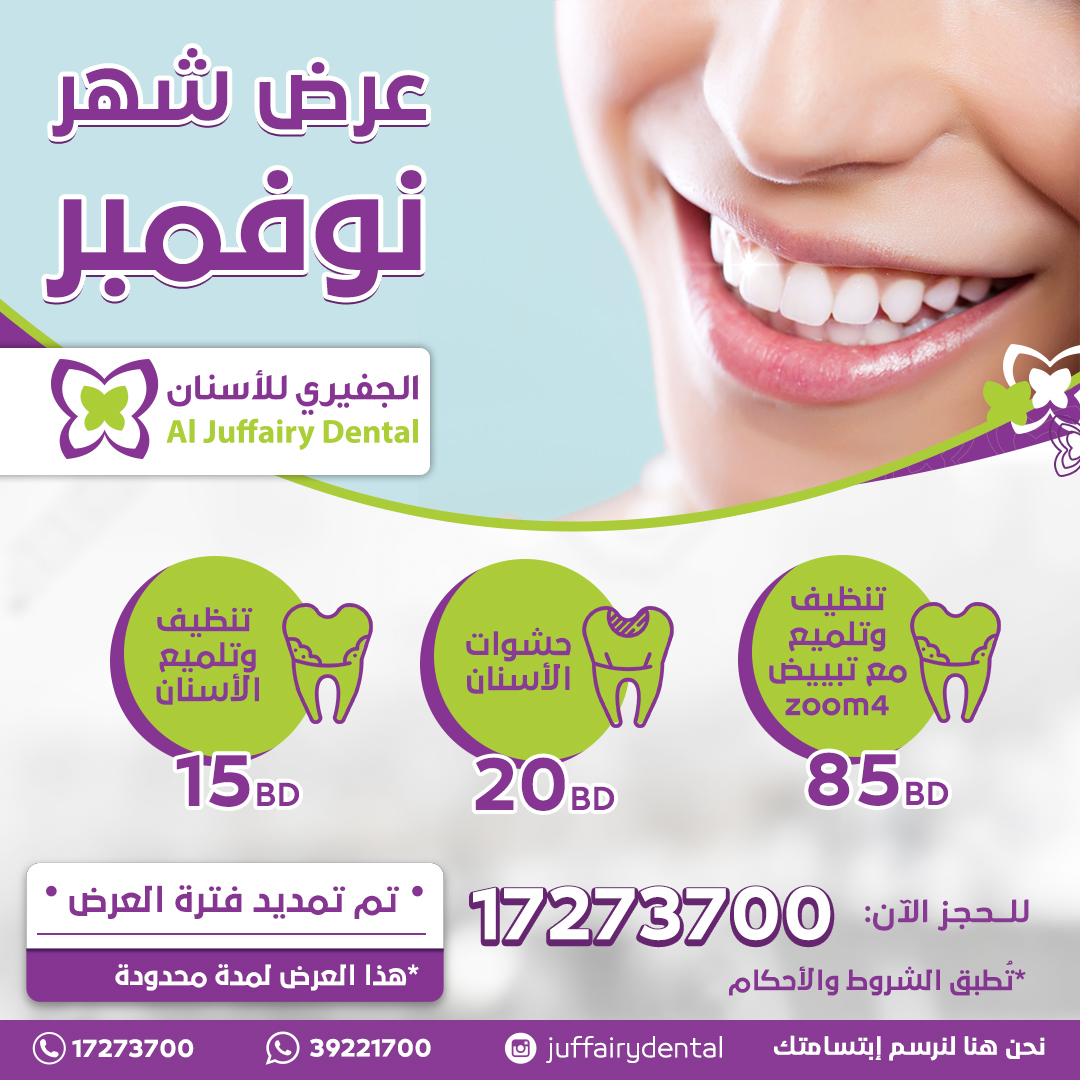 عرض شهر
نوفمبر
الجفيري للأسنان
Al Juffairy Dental
تنظيف
وتلميع
مع تبييض
zoom4
85BD
حشوات
الأسنان
20BD
تنظيف
وتلميع
الأسنان
15BD
للـحجز الآن: 17273700
*تُطبق الشروط والأحكام
• تم تمديد فترة العرض •
*هذا العرض لمدة محدودة
نحن هنا لنرسم إبتسامتك
juffairydental
39221700
17273700